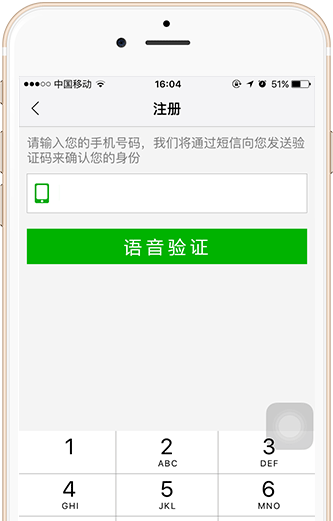 中国移动 16:04 51%
注册
请输入您的手机号码，我们将通过短信向您发送验
证码来确认您的身份
语音验证
1 2 3
ABC DEF
4 5 6
GHI JKL MNO